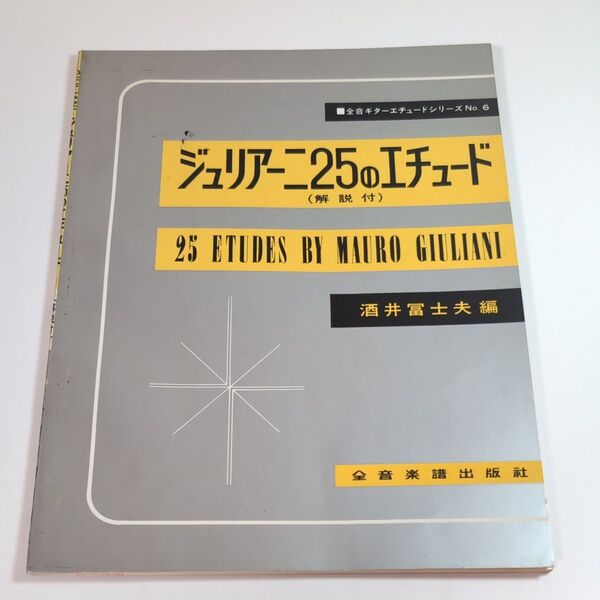 ■全音ギターエチュードシリーズ No. 6
ジュリアーニ25のエチュード
(解説付)
25 ETUDES BY MAURO GIULIANI
酒井冨士夫編
全音楽譜出版社